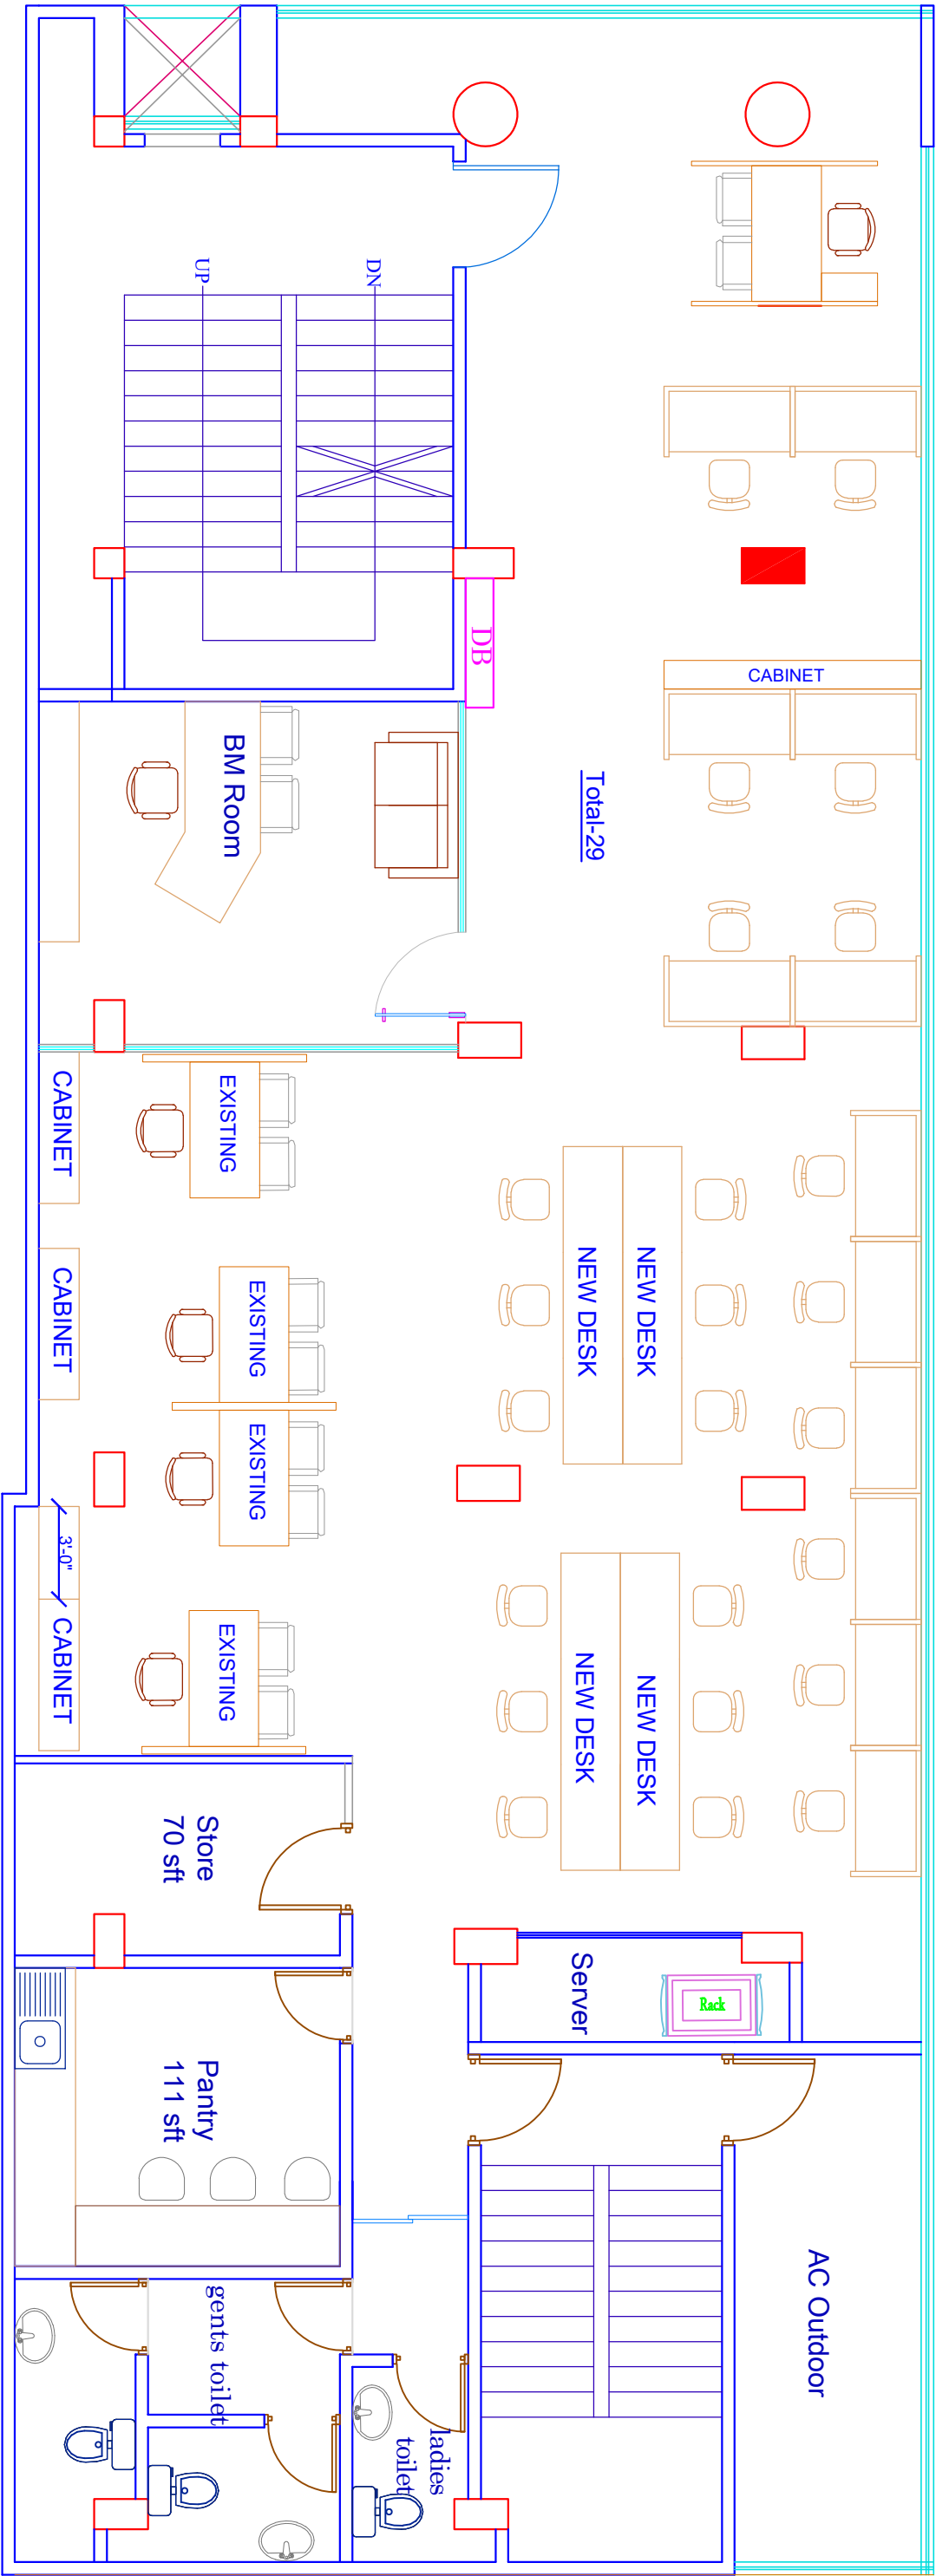 UP
DN
DB
CABINET
BM Room
Total-29
CABINET
EXISTING
CABINET
EXISTING
NEW DESK
NEW DESK
EXISTING
3'-0"
CABINET
EXISTING
NEW DESK
NEW DESK
Store
70 sft
Server
Rack
Pantry
111 sft
AC Outdoor
gents toilet
ladies
toilet